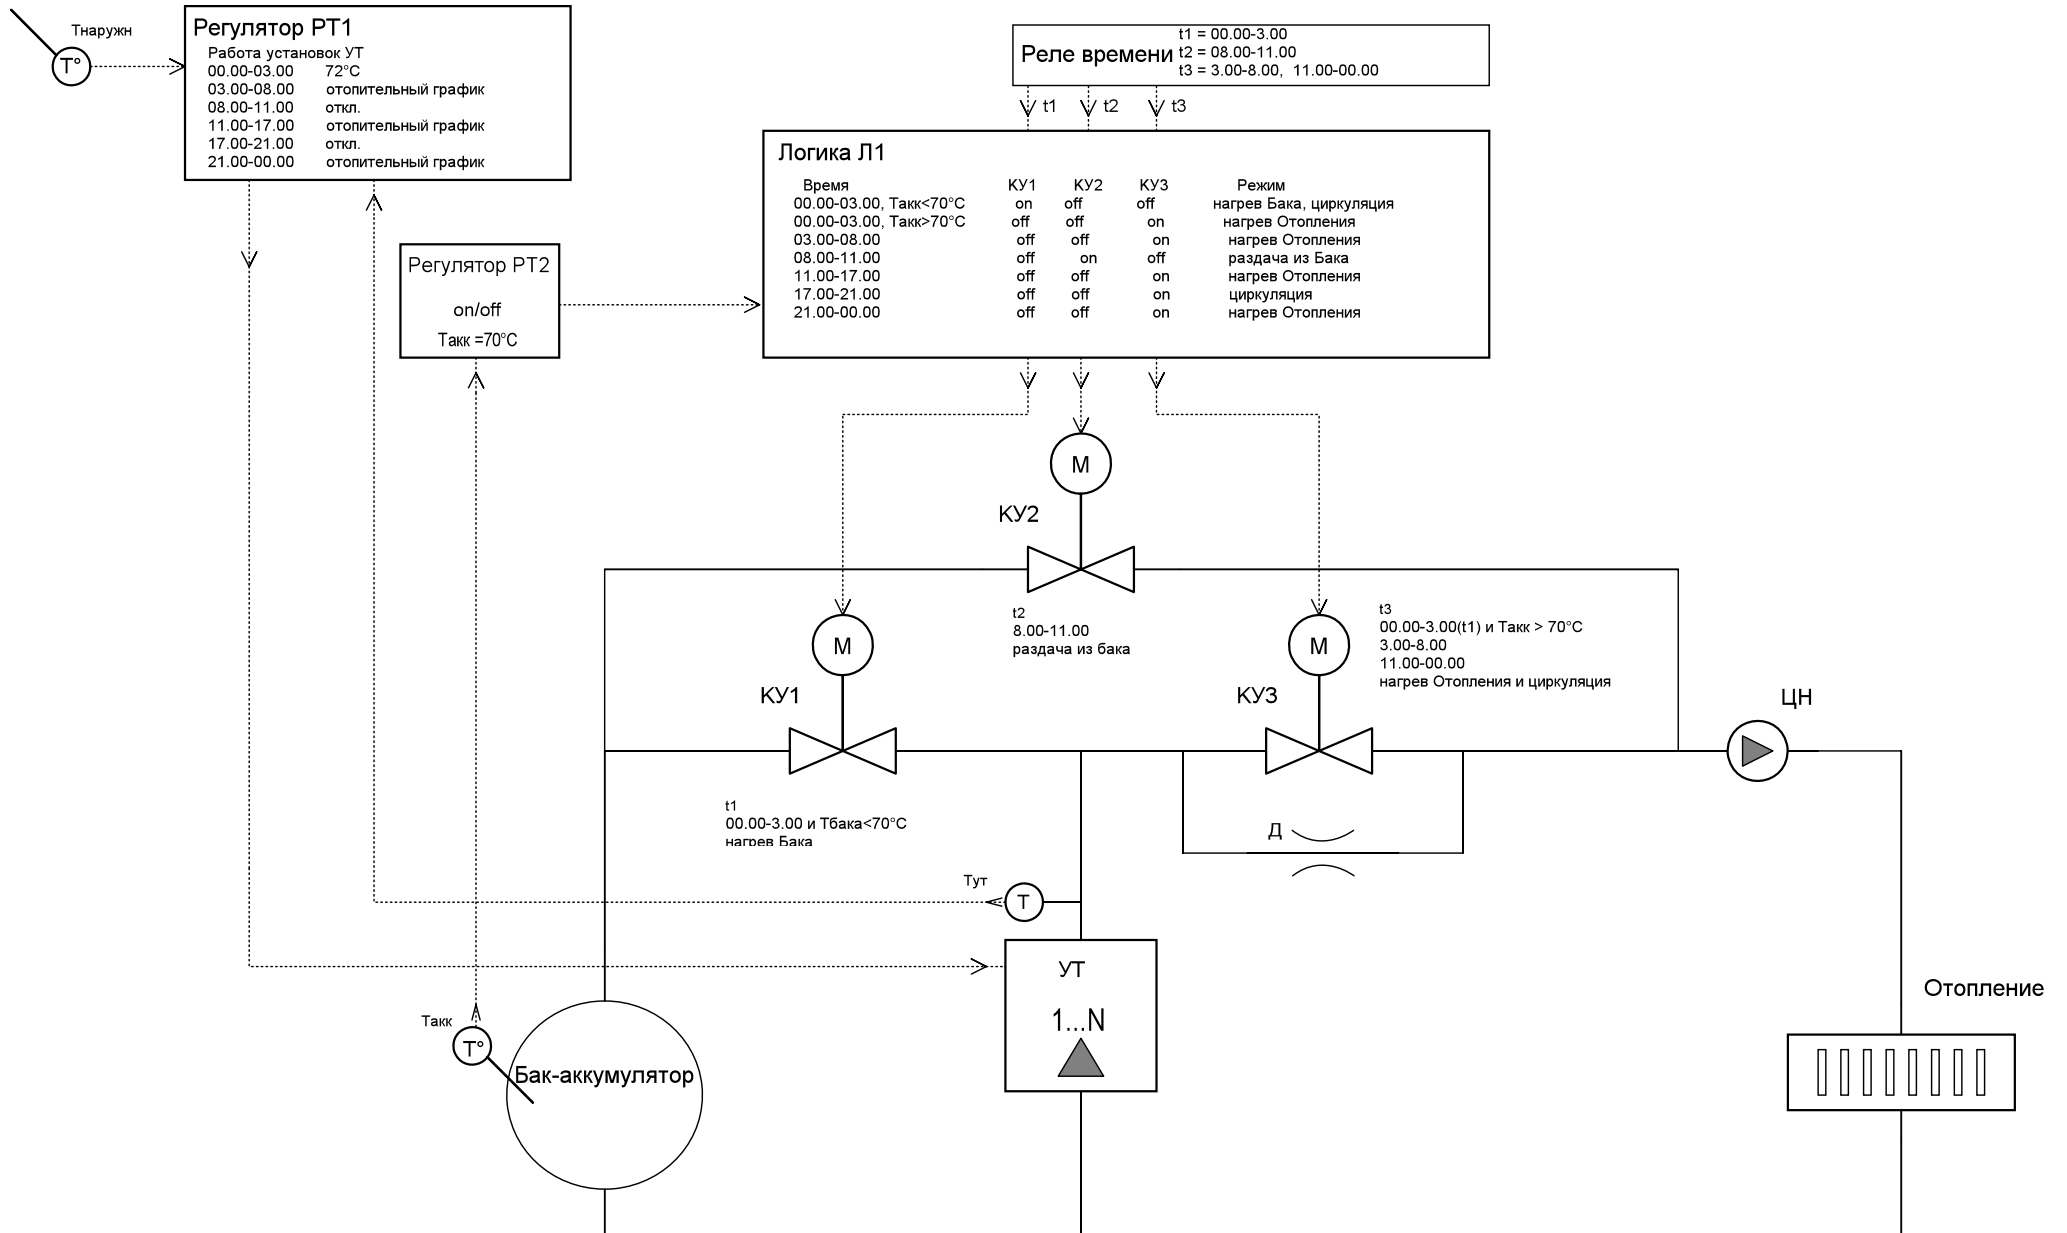 Тнаружн
T°
Регулятор РТ1
Работа установок УТ
00.00-03.00 72°C
03.00-08.00 отопительный график
08.00-11.00 откл.
11.00-17.00 отопительный график
17.00-21.00 откл.
21.00-00.00 отопительный график
Реле времени
t1 = 00.00-3.00
t2 = 08.00-11.00
t3 = 3.00-8.00, 11.00-00.00
t1 t2 t3
Логика Л1
Время КУ1 КУ2 КУ3 Режим
00.00-03.00, Такк<70°C on off off нагрев Бака, циркуляция
00.00-03.00, Такк>70°C off off on нагрев Отопления
03.00-08.00 off off on нагрев Отопления
08.00-11.00 off on off раздача из Бака
11.00-17.00 off off on нагрев Отопления
17.00-21.00 off off on циркуляция
21.00-00.00 off off on нагрев Отопления
Регулятор РТ2
on/off
Такк =70°C
M
КУ2
t2
8.00-11.00
раздача из бака
M
КУ1
t1
00.00-3.00 и Тбака<70°C
нагрев Бака
M
КУ3
t3
00.00-3.00(t1) и Такк > 70°C
3.00-8.00
11.00-00.00
нагрев Отопления и циркуляция
ЦН
Д
Тут
T
УТ
1...N
Такк
T°
Бак-аккумулятор
Отопление